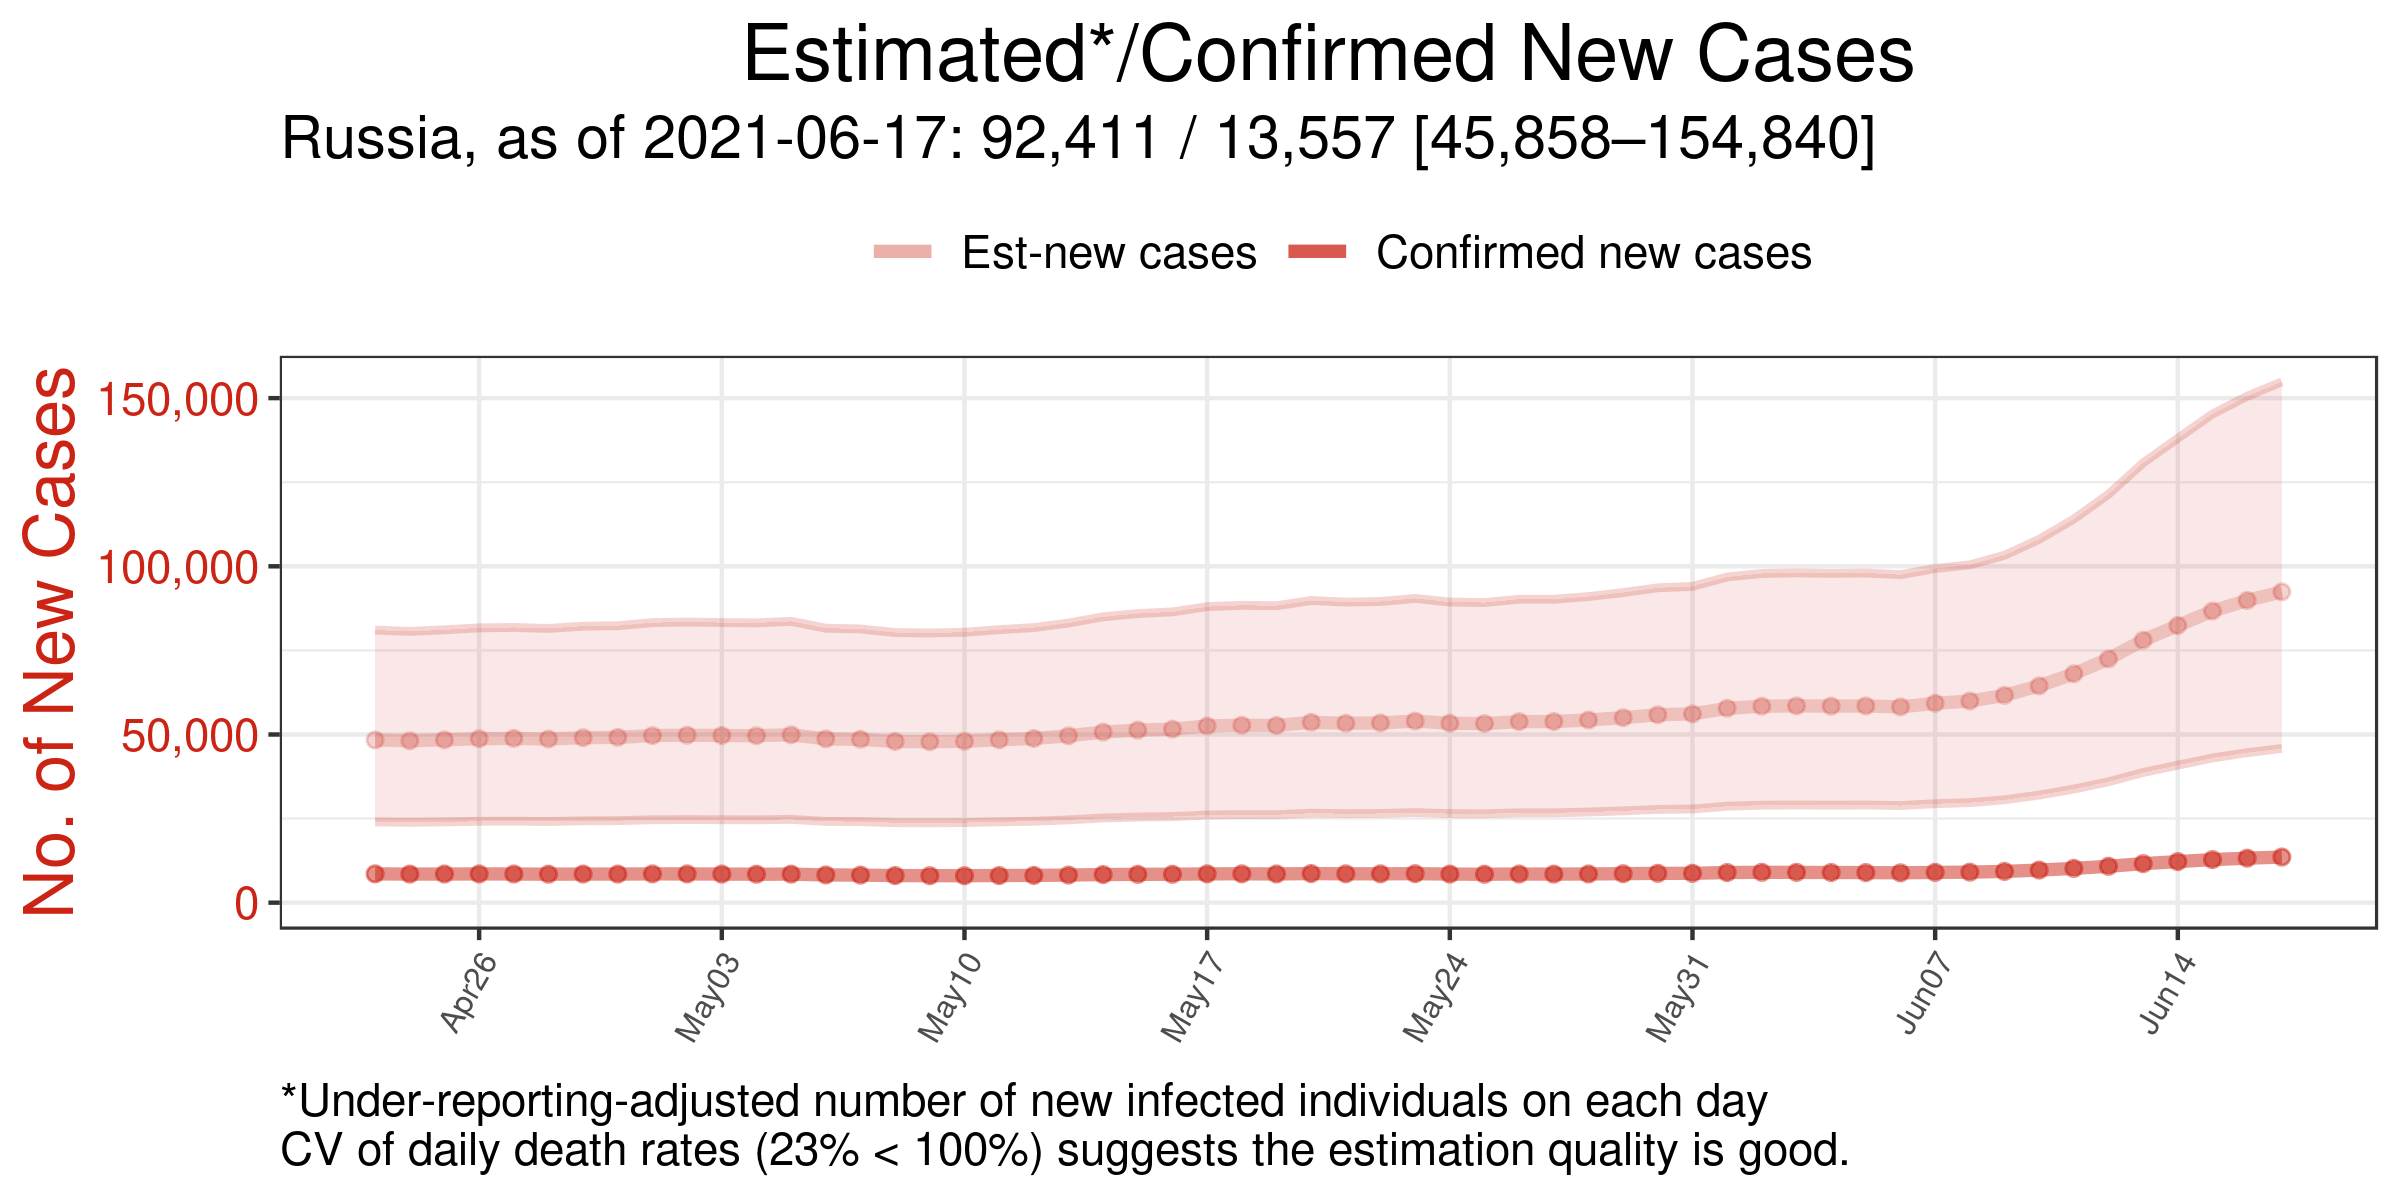 Estimated*/Confirmed New Cases
Russia, as of 2021-06-17: 92,411 / 13,557 [45,858–154,840]
Est-new cases
Confirmed new cases
No. of New Cases
150,000
100,000
50,000
0
Apr26
May03
May10
May17
May24
May31
Jun07
Jun14
*Under-reporting-adjusted number of new infected individuals on each day
CV of daily death rates (23% < 100%) suggests the estimation quality is good.